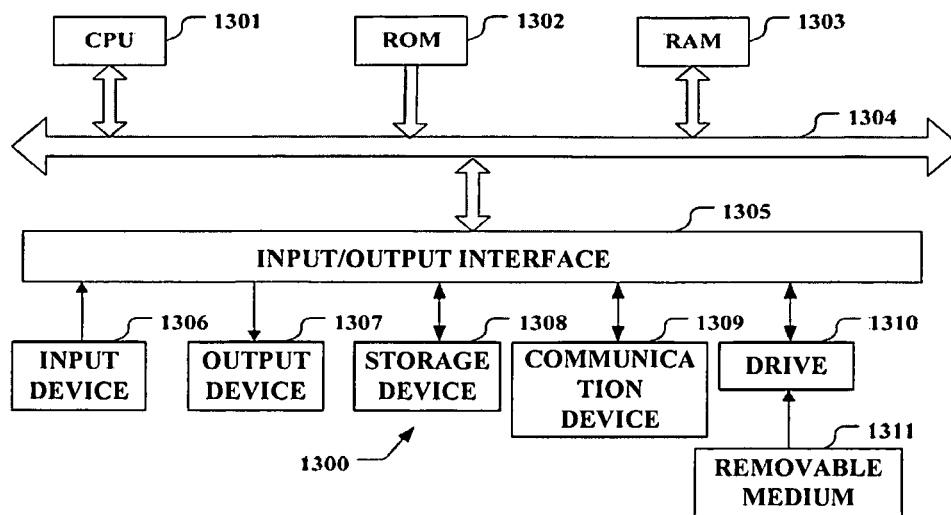 CPU
1301
ROM
1302
RAM
1303
1304
1305
INPUT/OUTPUT INTERFACE
1306
1307
1308
1309
1310
INPUT
DEVICE
OUTPUT
DEVICE
STORAGE
DEVICE
COMMUNICA
TION
DEVICE
DRIVE
1300
1311
REMOVABLE
MEDIUM